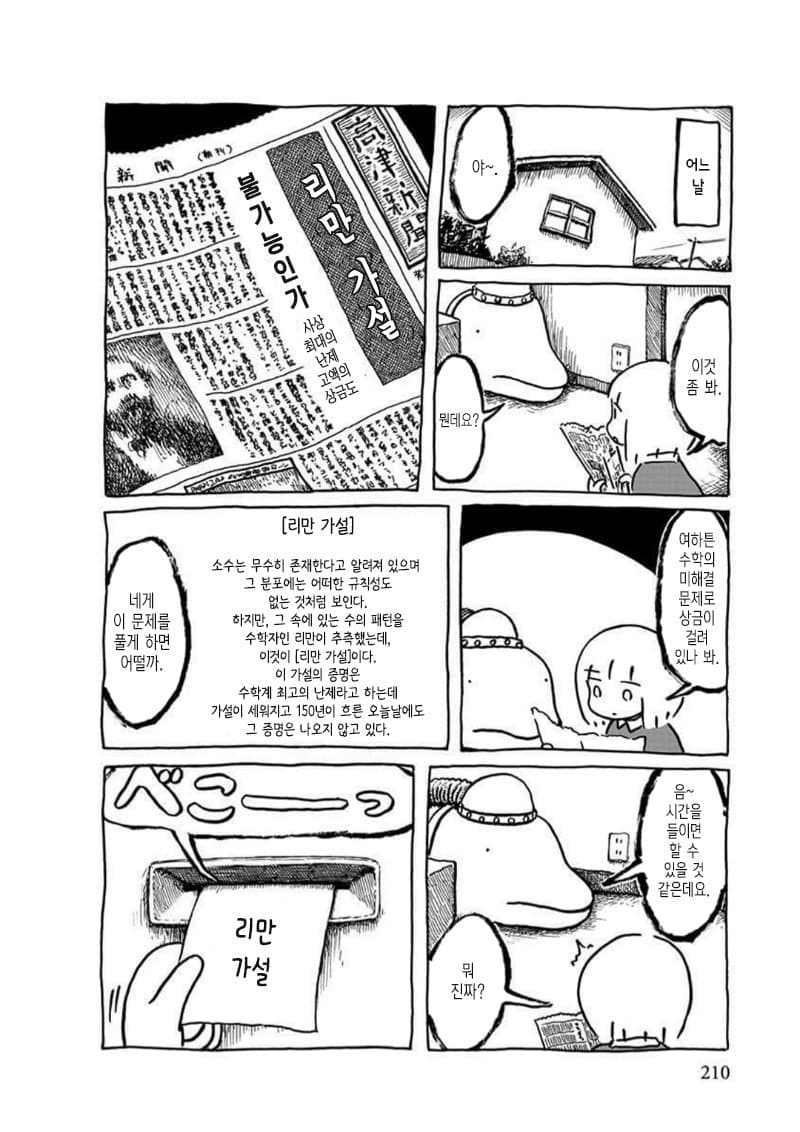 어느
날
야~.
이것
좀 봐.
뭔데요?
高津新聞
리만 가설
불가능인가
사상
최대의
난제
고액의
상금도
新聞 (朝刊)
여하튼
수학의
미해결
문제로
상금이
걸려
있나 봐.
[리만 가설]
소수는 무수히 존재한다고 알려져 있으며
그 분포에는 어떠한 규칙성도
없는 것처럼 보인다.
하지만, 그 속에 있는 수의 패턴을
수학자인 리만이 추측했는데,
이것이 [리만 가설]이다.
이 가설의 증명은
수학계 최고의 난제라고 하는데
가설이 세워지고 150년이 흐른 오늘날에도
그 증명은 나오지 않고 있다.
네게
이 문제를
풀게 하면
어떨까.
음~
시간을
들이면
할 수
있을 것
같은데요.
뭐
진짜?
べこーっ
리만
가설
210